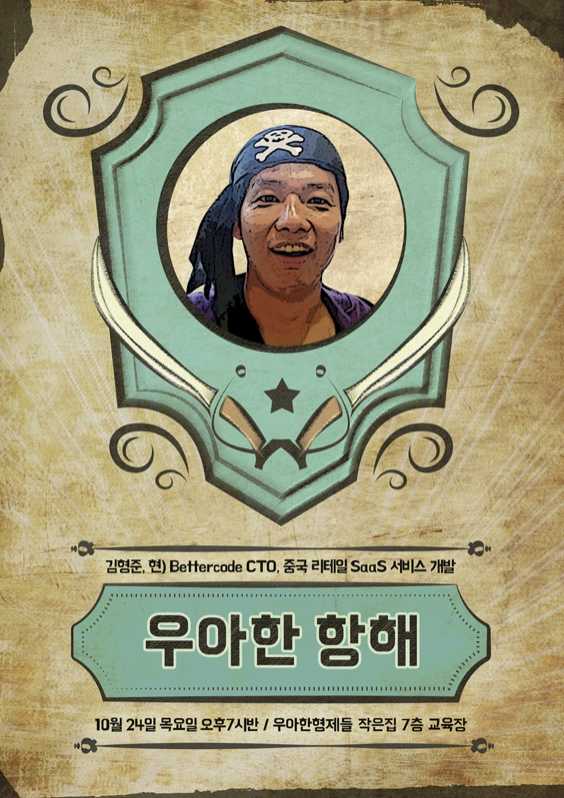 김형준, 현) Bettercode CTO, 중국 리테일 SaaS 서비스 개발
우아한 항해
10월 24일 목요일 오후7시반 / 우아한형제들 작은집 7층 교육장